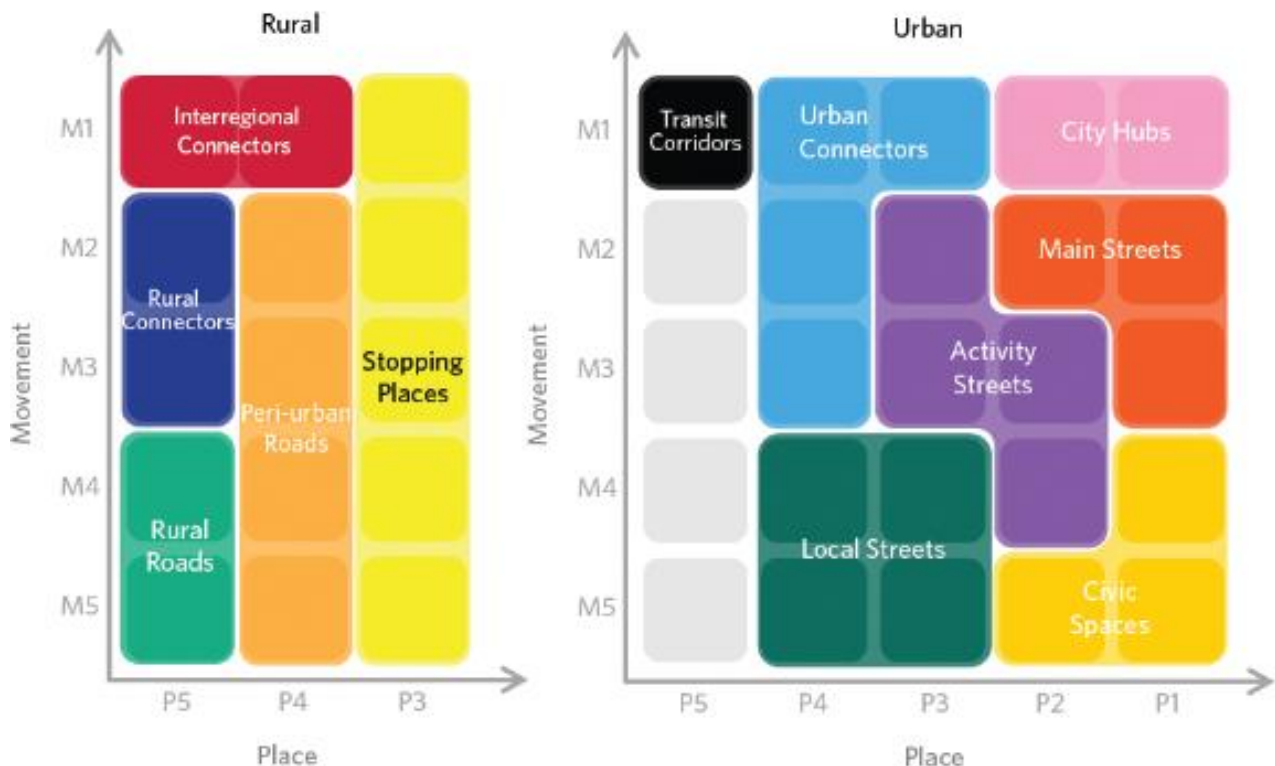 Rural
Interregional
Connectors
Rural
Connectors
Peri-urban
Roads
Stopping
Places
Rural
Roads
M1
M2
M3
M4
M5
Movement
P5
P4
P3
Place
Urban
Transit
Corridors
Urban
Connectors
City Hubs
Main Streets
Activity
Streets
Local Streets
Civic
Spaces
M1
M2
M3
M4
M5
Movement
P5
P4
P3
P2
P1
Place